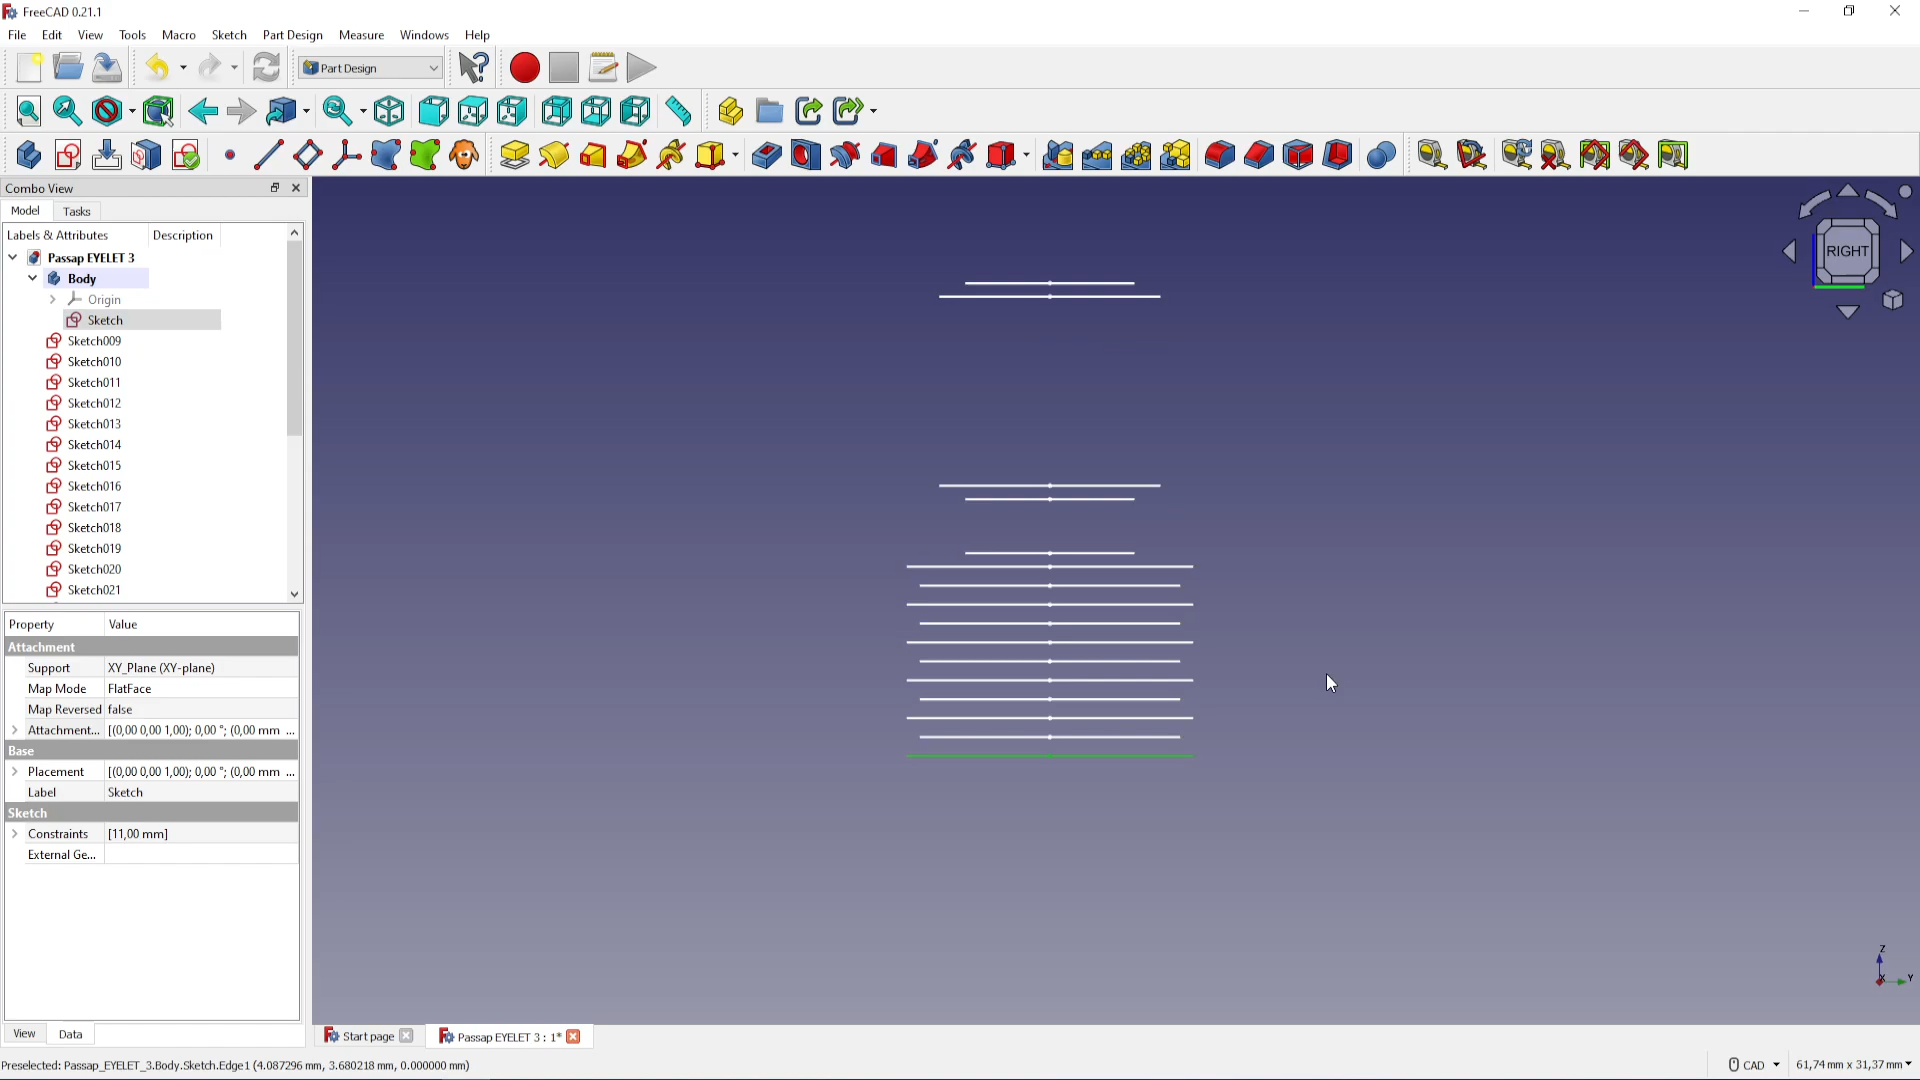 FreeCAD 0.21.1
File Edit View Tools Macro Sketch Part Design Measure Windows Help
Part Design
Combo View
Model Tasks
Labels & Attributes Description
Passap EYELET 3
Body
Origin
Sketch
Sketch009
Sketch010
Sketch011
Sketch012
Sketch013
Sketch014
Sketch015
Sketch016
Sketch017
Sketch018
Sketch019
Sketch020
Sketch021
RIGHT
Property Value
Attachment
Support XY_Plane (XY-plane)
Map Mode FlatFace
Map Reversed false
Attachment... [(0,00 0,00 1,00); 0,00 °; (0,00 mm ...
Base
Placement [(0,00 0,00 1,00); 0,00 °; (0,00 mm ...
Label Sketch
Sketch
Constraints [11,00 mm]
External Ge...
Z
X Y
View Data
Start page Passap EYELET 3 : 1*
Preselected: Passap_EYELET_3.Body.Sketch.Edge1 (4.087296 mm, 3.680218 mm, 0.000000 mm)
CAD 61,74 mm x 31,37 mm